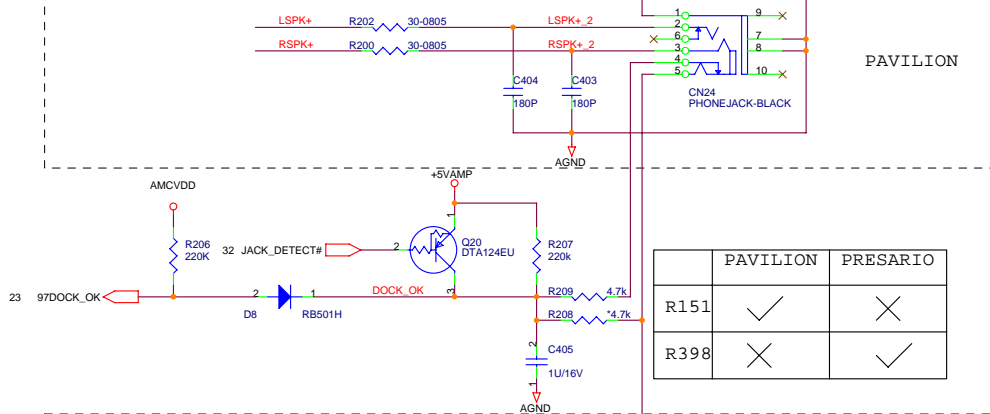 1
9
LSPK+
R202
30-0805
LSPK+_2
2
6
7
RSPK+
R200
30-0805
RSPK+_2
3
8
4
5
10
PAVILION
C404
180P
C403
180P
CN24
PHONEJACK-BLACK
AGND
AMCVDD
+5VAMP
1
R206
220K
32 JACK_DETECT#
2
Q20
DTA124EU
R207
220k
3
PAVILION PRESARIO
23 97DOCK_OK
2
1
DOCK_OK
R209
4.7k
D8
RB501H
R208
*4.7k
R151
R398
2
C405
1U/16V
1
AGND